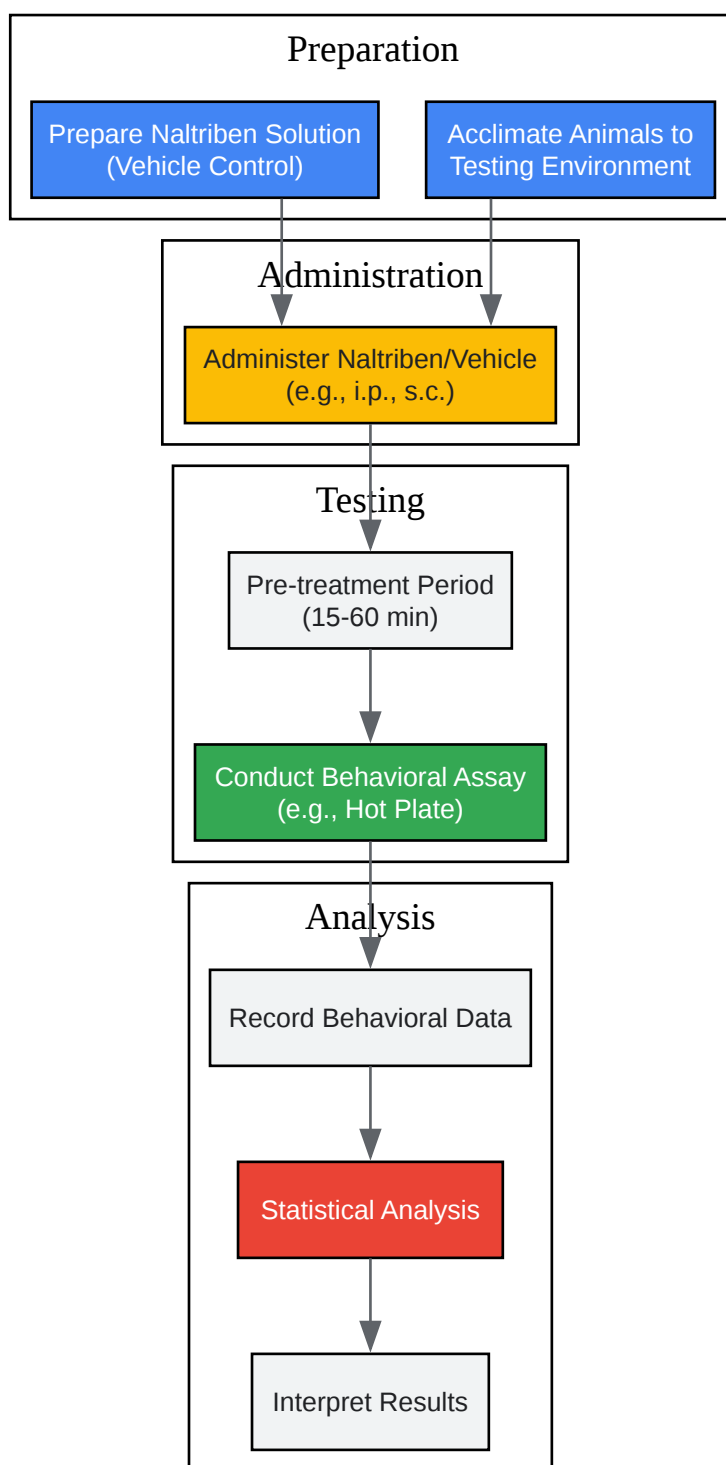 Preparation
Prepare Naltriben Solution
(Vehicle Control)
Acclimate Animals to
Testing Environment
Administration
Administer Naltriben/Vehicle
(e.g., i.p., s.c.)
Testing
Pre-treatment Period
(15-60 min)
Conduct Behavioral Assay
(e.g., Hot Plate)
Analysis
Record Behavioral Data
Statistical Analysis
Interpret Results